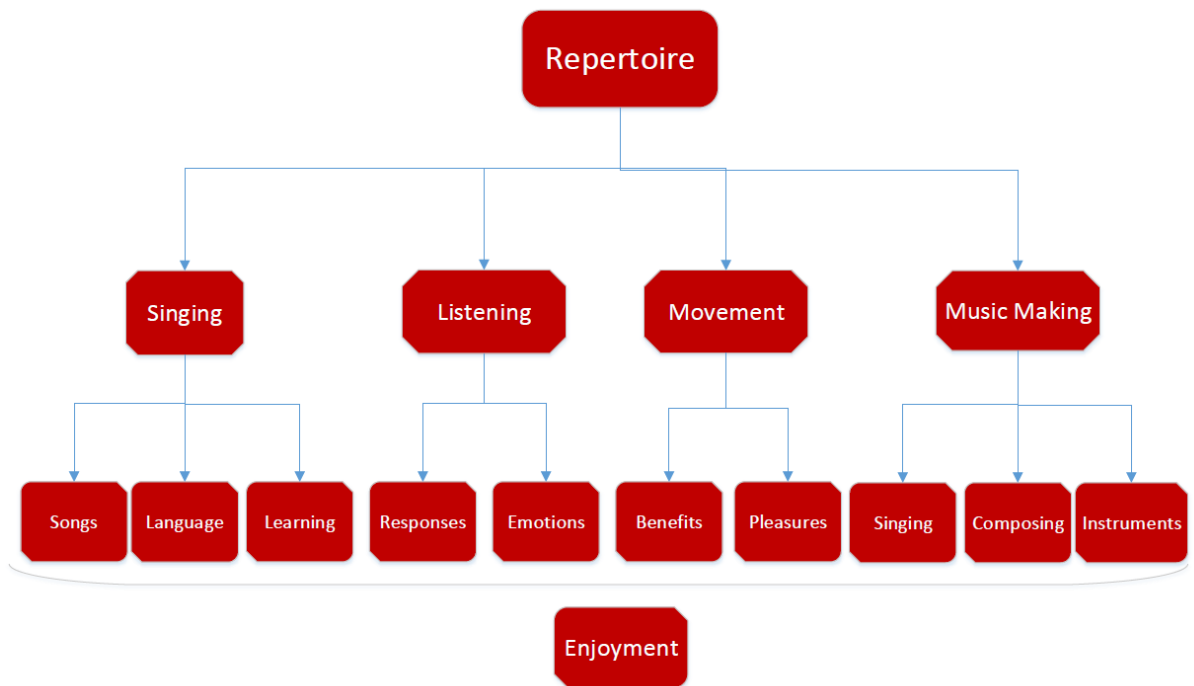 Repertoire
Singing
Listening
Movement
Music Making
Songs
Language
Learning
Responses
Emotions
Benefits
Pleasures
Singing
Composing
Instruments
Enjoyment